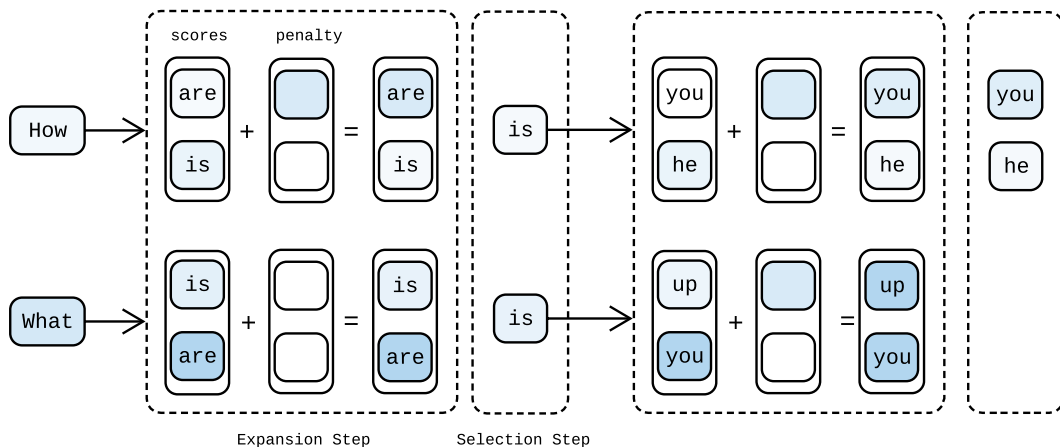 scores penalty
are are you you you
How + = is + =
is is he he he
is is up up
What + = is + =
are are you you
Expansion Step Selection Step